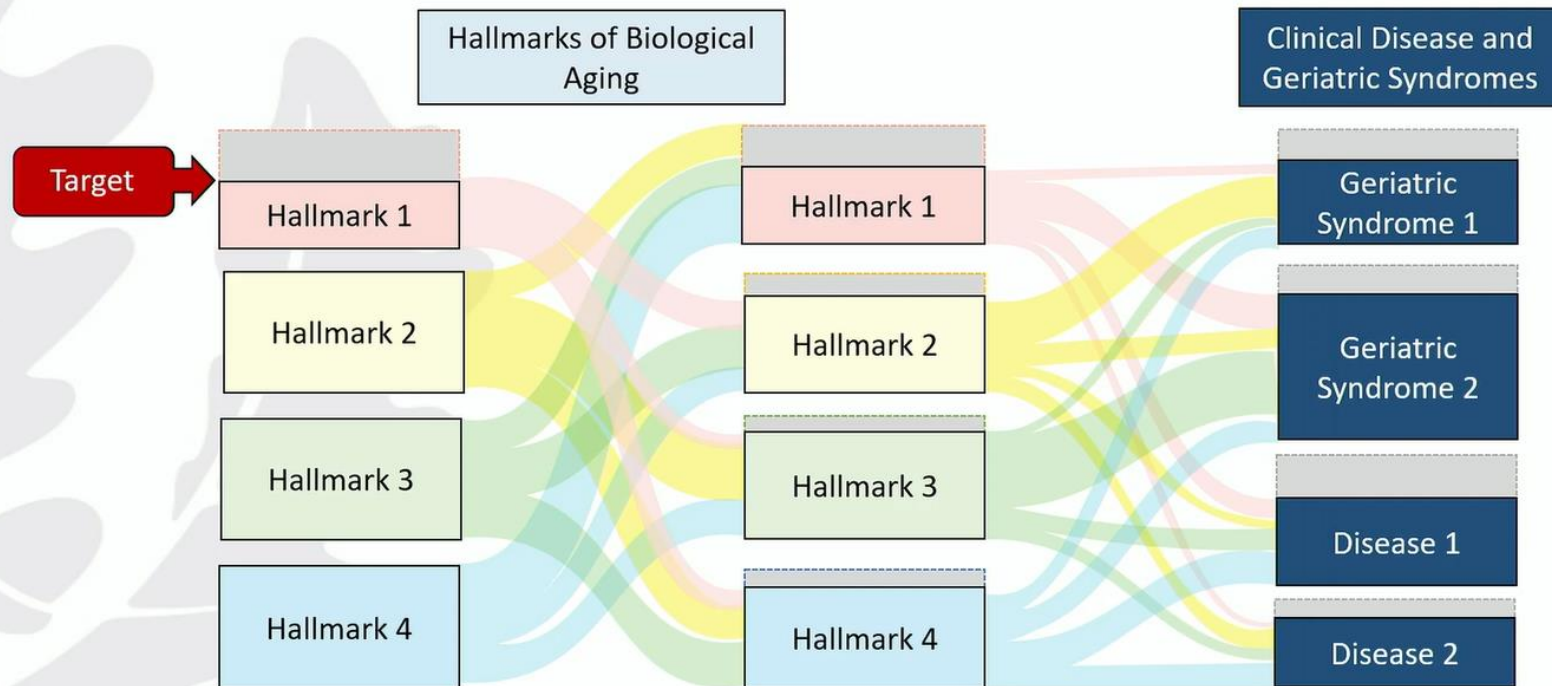 Hallmarks of Biological
Aging
Clinical Disease and
Geriatric Syndromes
Target
Hallmark 1
Hallmark 2
Hallmark 3
Hallmark 4
Hallmark 1
Hallmark 2
Hallmark 3
Hallmark 4
Geriatric
Syndrome 1
Geriatric
Syndrome 2
Disease 1
Disease 2